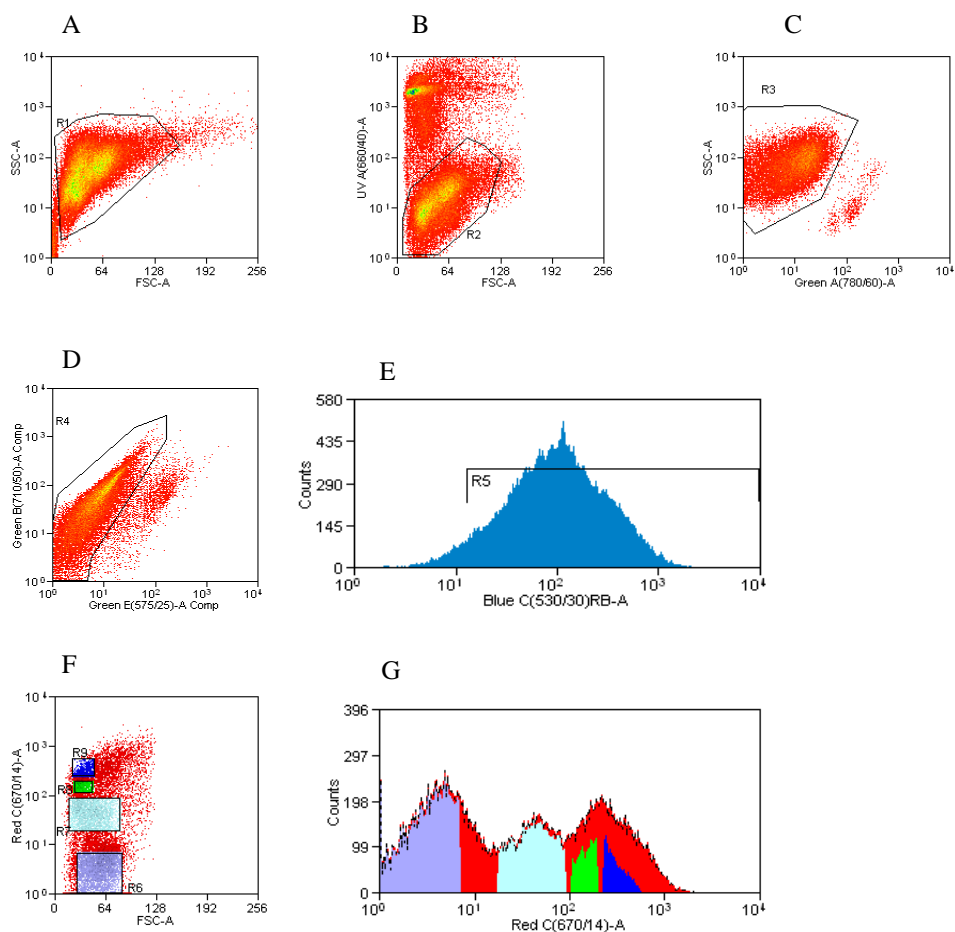 A
B
C
10⁴
10³
10²
10¹
10⁰
SSC-A
R1
0 64 128 192 256
FSC-A
10⁴
10³
10²
10¹
10⁰
UV A(660/40)-A
R2
0 64 128 192 256
FSC-A
10⁴
10³
10²
10¹
10⁰
SSC-A
R3
10⁰ 10¹ 10² 10³ 10⁴
Green A(780/60)-A
D
E
10⁴
10³
10²
10¹
10⁰
Green B(710/50)-A Comp
R4
10⁰ 10¹ 10² 10³ 10⁴
Green E(575/25)-A Comp
580
435
290
145
0
Counts
R5
10⁰ 10¹ 10² 10³ 10⁴
Blue C(530/30)RB-A
F
G
10⁴
10³
10²
10¹
10⁰
Red C(670/14)-A
R9
R8
R7
R6
0 64 128 192 256
FSC-A
396
297
198
99
0
Counts
10⁰ 10¹ 10² 10³ 10⁴
Red C(670/14)-A